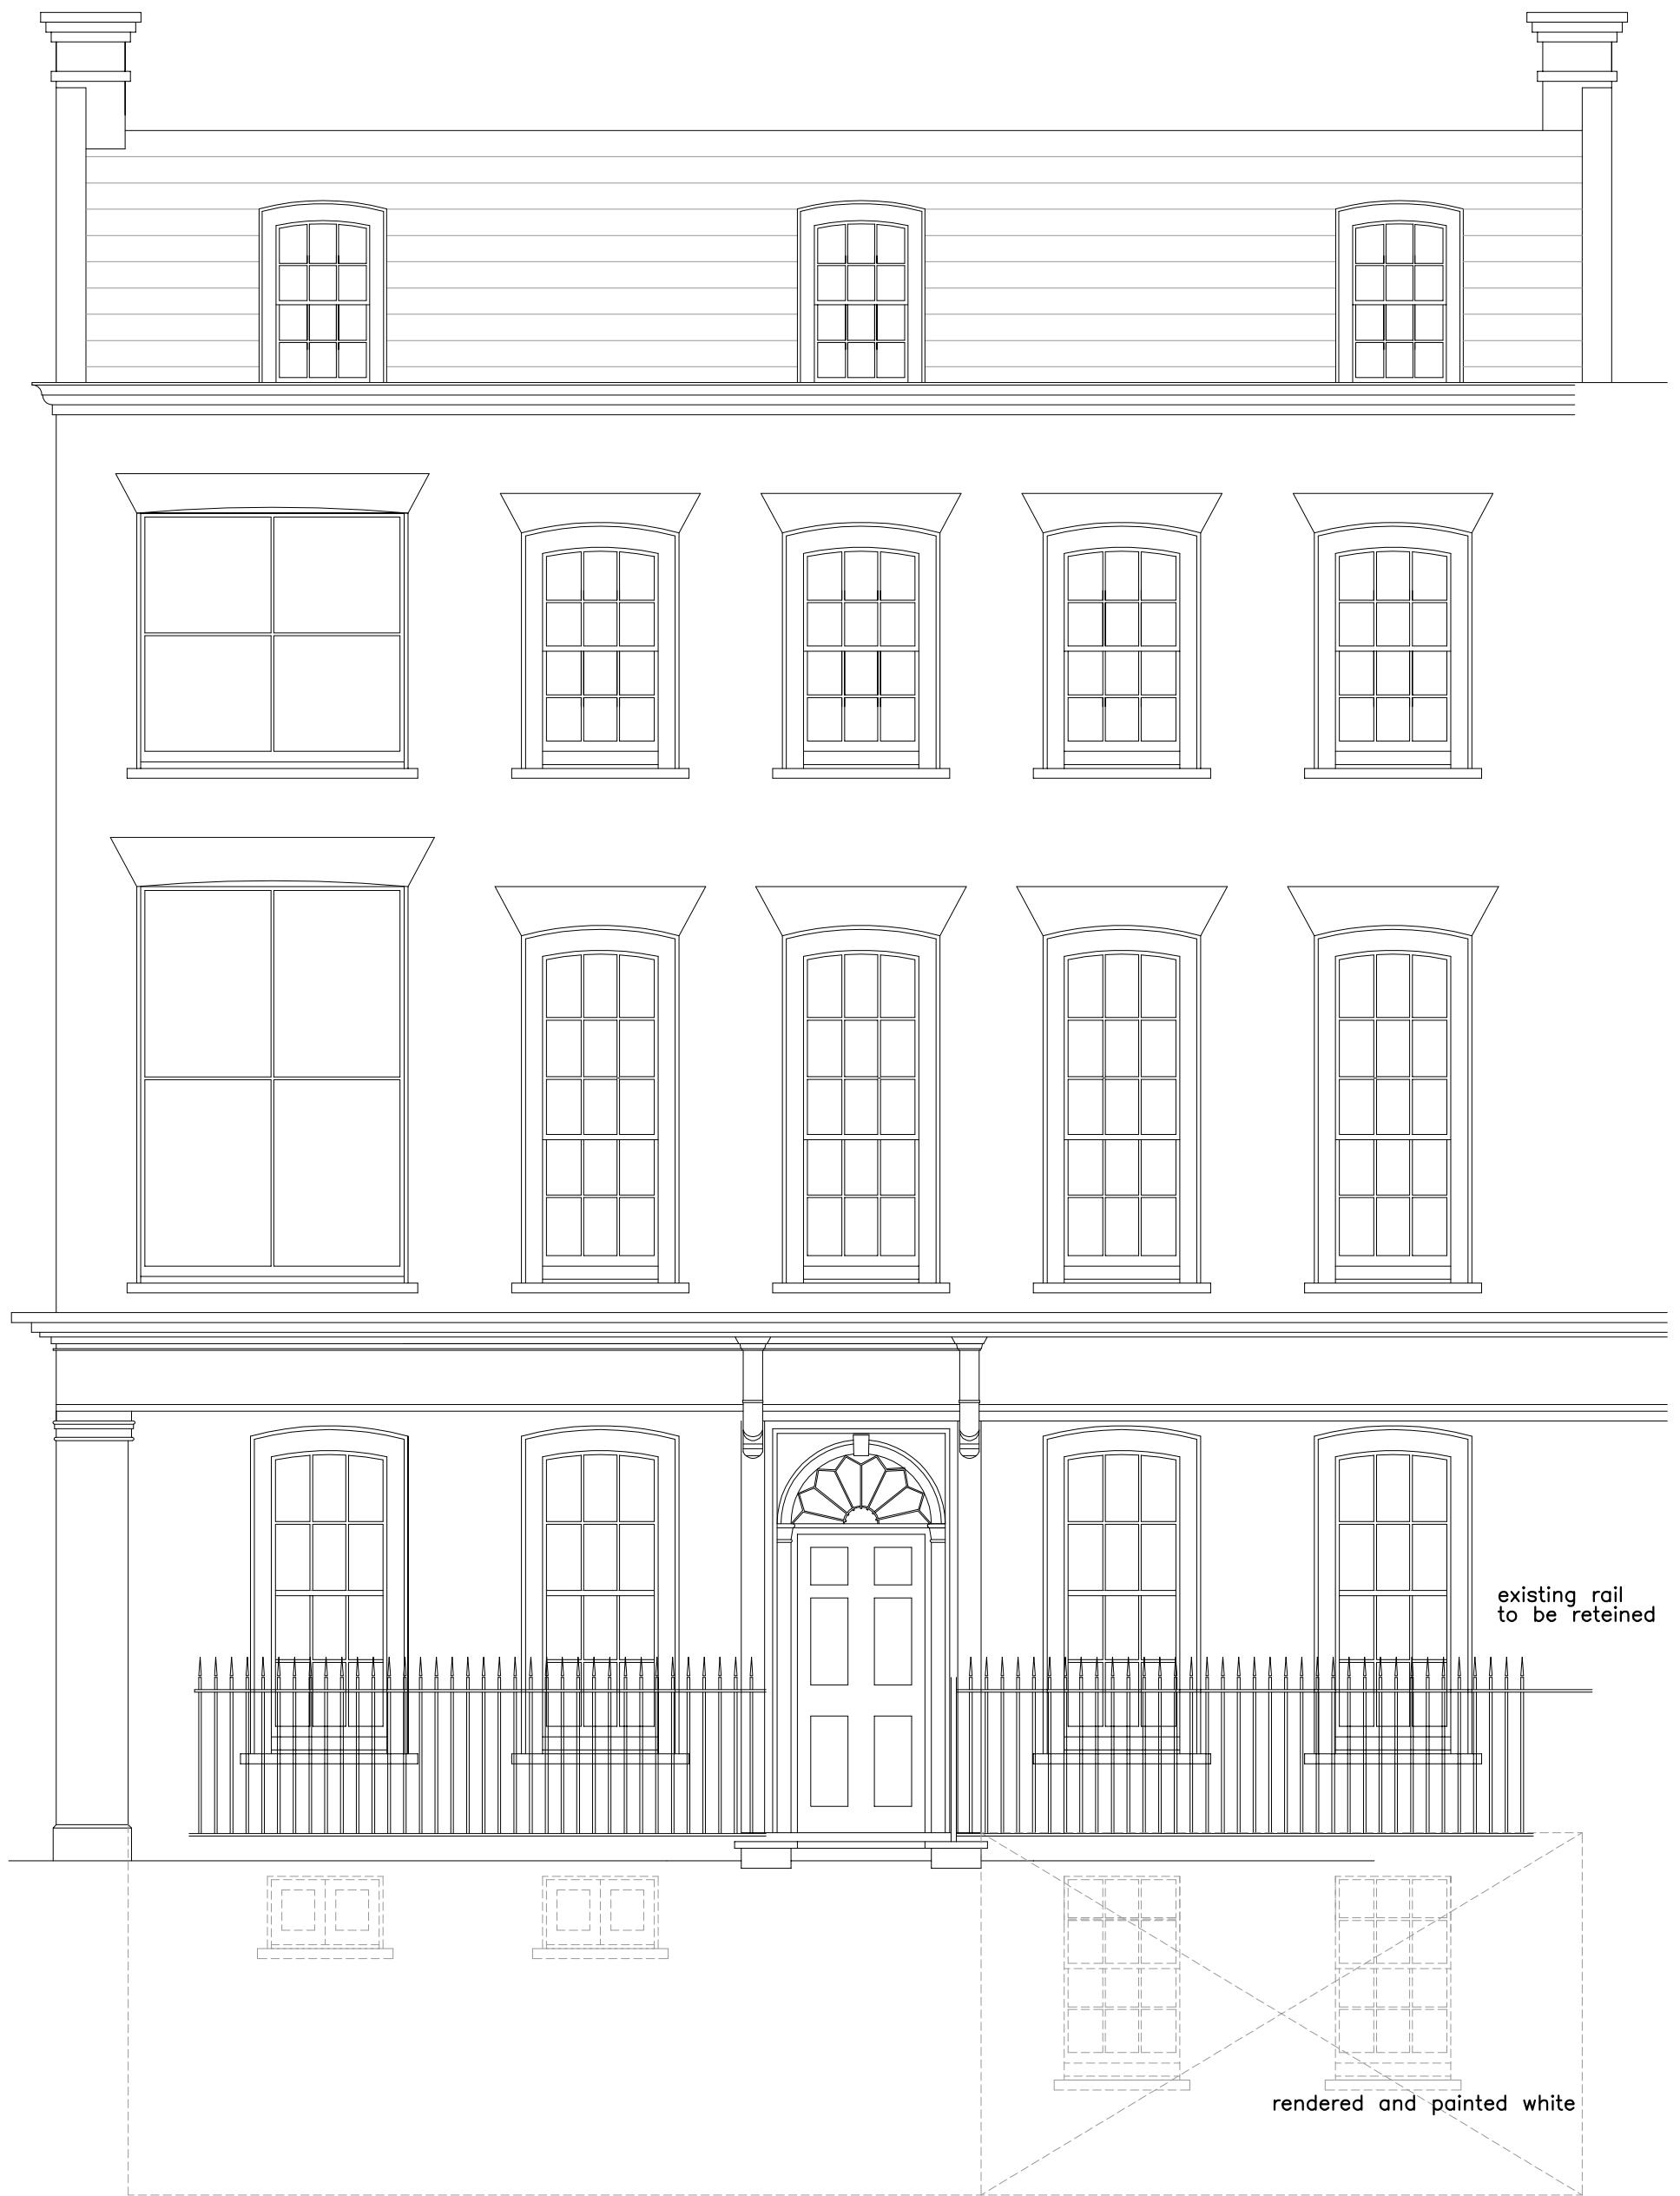 existing rail
to be reteined
rendered and painted white